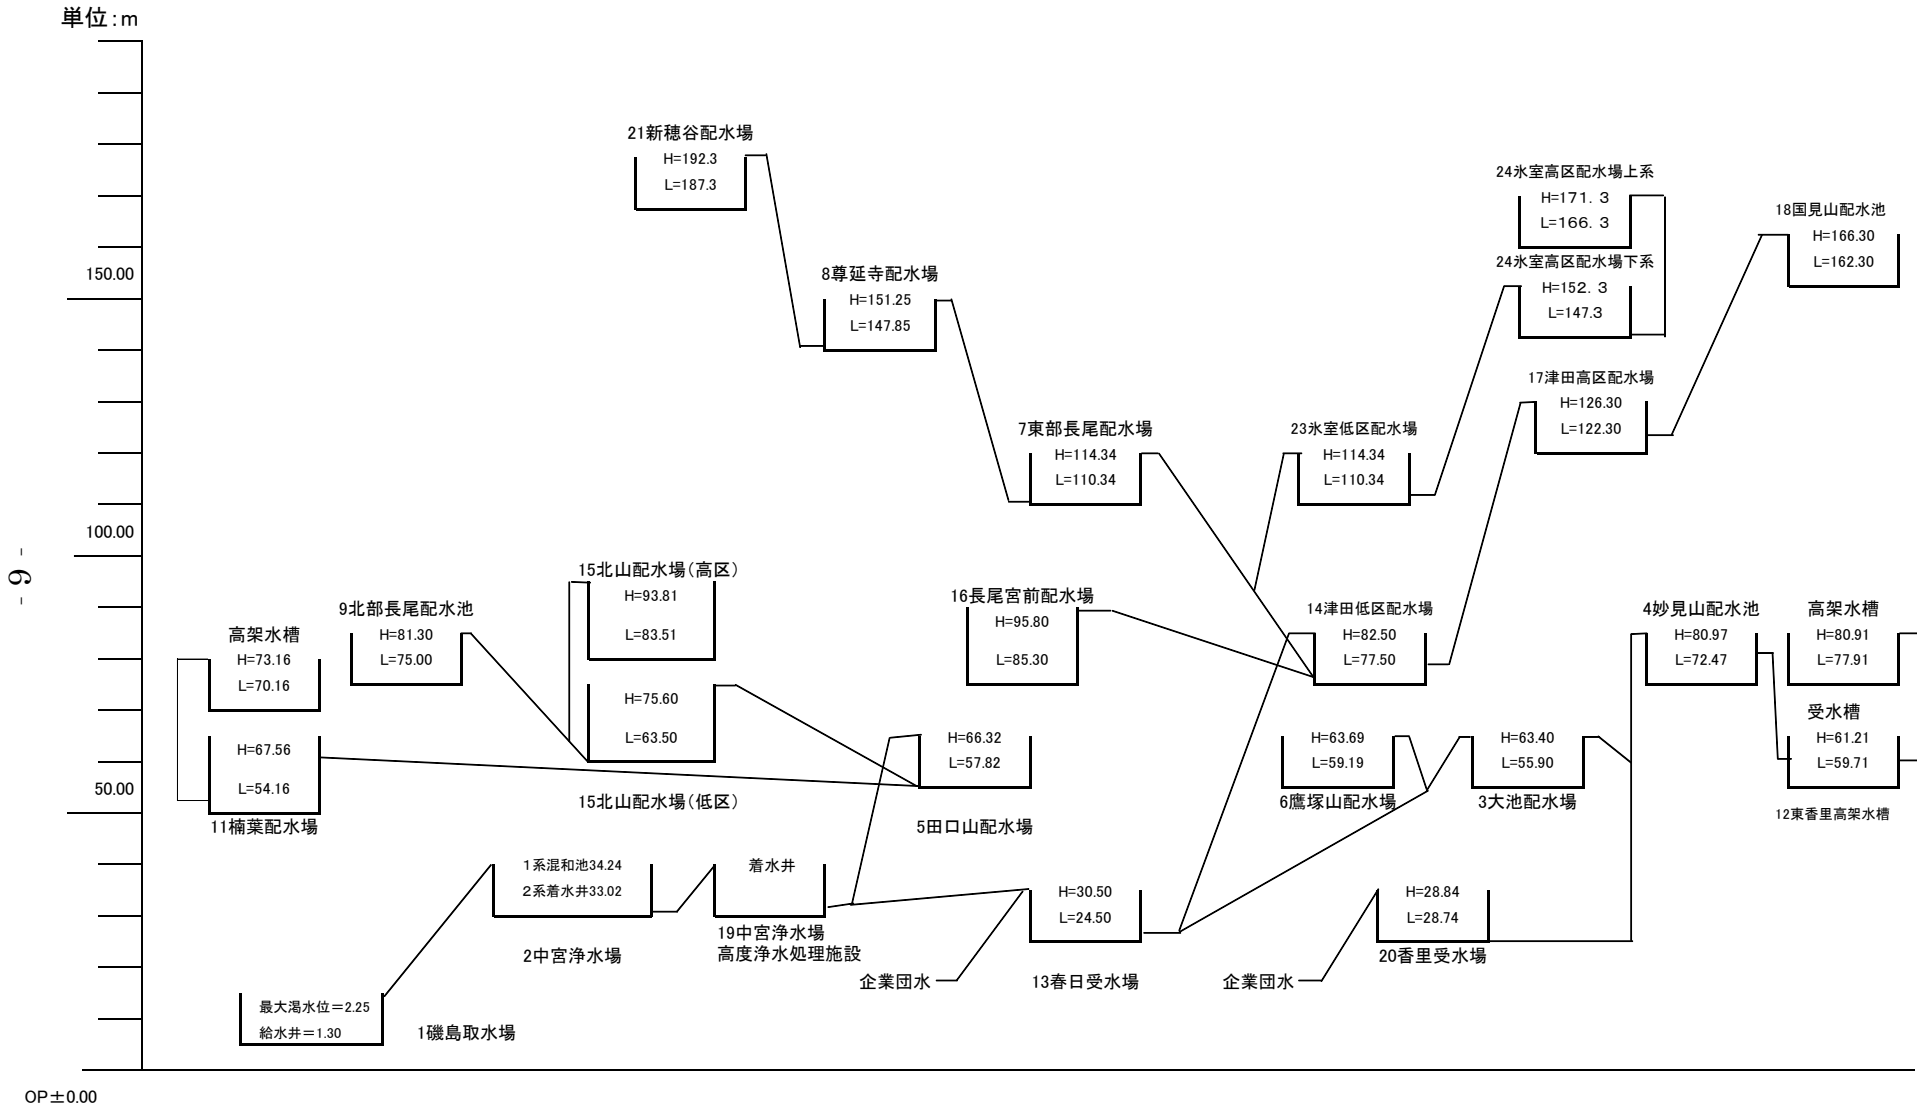 単位:m
21新穂谷配水場
H=192.3
L=187.3
24氷室高区配水場上系
H=171．3
L=166．3
18国見山配水池
H=166.30
L=162.30
24氷室高区配水場下系
H=152．3
L=147.3
150.00
8尊延寺配水場
H=151.25
L=147.85
17津田高区配水場
H=126.30
L=122.30
7東部長尾配水場
H=114.34
L=110.34
23氷室低区配水場
H=114.34
L=110.34
100.00
- 9 -
15北山配水場(高区)
H=93.81
L=83.51
9北部長尾配水池
H=81.30
L=75.00
高架水槽
H=73.16
L=70.16
16長尾宮前配水場
H=95.80
L=85.30
14津田低区配水場
H=82.50
L=77.50
4妙見山配水池
H=80.97
L=72.47
高架水槽
H=80.91
L=77.91
受水槽
H=61.21
L=59.71
12東香里高架水槽
H=75.60
L=63.50
15北山配水場(低区)
H=67.56
L=54.16
11楠葉配水場
50.00
H=66.32
L=57.82
5田口山配水場
H=63.69
L=59.19
6鷹塚山配水場
H=63.40
L=55.90
3大池配水場
1系混和池34.24
2系着水井33.02
2中宮浄水場
着水井
19中宮浄水場
高度浄水処理施設
H=30.50
L=24.50
13春日受水場
企業団水
H=28.84
L=28.74
20香里受水場
企業団水
最大渇水位＝2.25
給水井＝1.30
1磯島取水場
OP±0.00